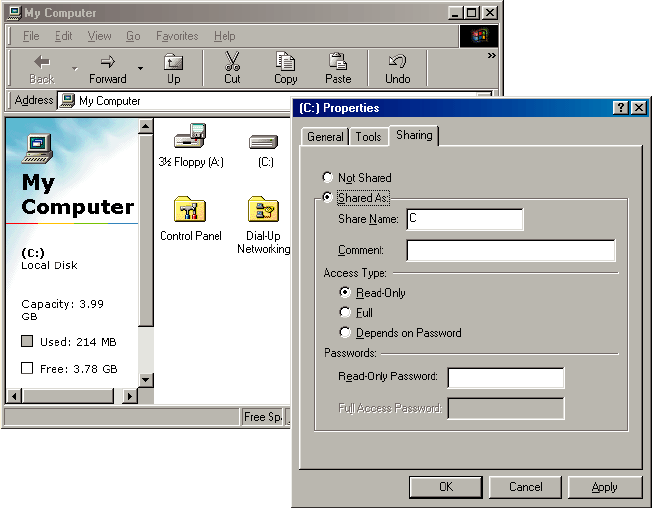 My Computer
File Edit View Go Favorites Help
Back Forward Up Cut Copy Paste Undo »
Address My Computer
My
Computer
(C:)
Local Disk
Capacity: 3.99
GB
Used: 214 MB
Free: 3.78 GB
3½ Floppy (A:) (C:)
Control Panel Dial-Up
Networking
Free Sp
(C:) Properties
General Tools Sharing
Not Shared
Shared As:
Share Name: C
Comment:
Access Type:
Read-Only
Full
Depends on Password
Passwords:
Read-Only Password:
Full Access Password:
OK Cancel Apply